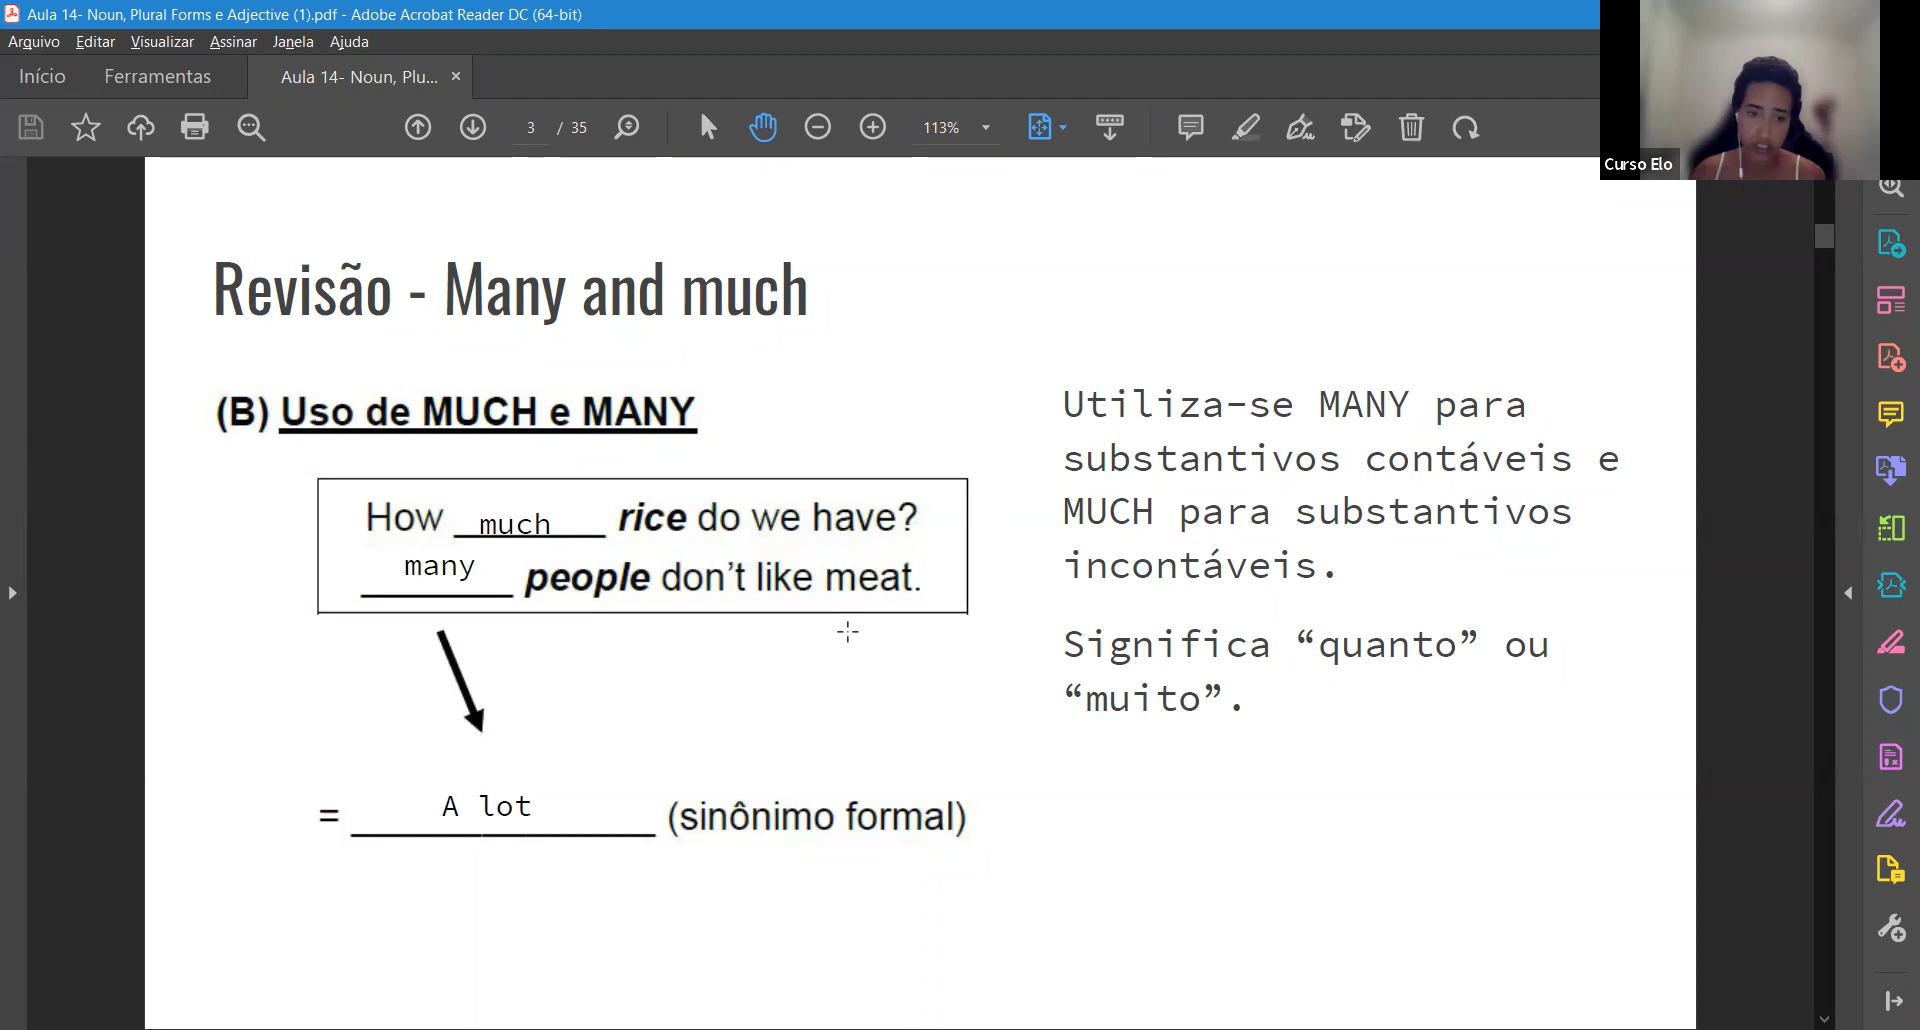 Aula 14- Noun, Plural Forms e Adjective (1).pdf - Adobe Acrobat Reader DC (64-bit)
Arquivo Editar Visualizar Assinar Janela Ajuda
Início Ferramentas Aula 14- Noun, Plu... ×
3 / 35 113%
Curso Elo
Revisão - Many and much
(B) Uso de MUCH e MANY
How much rice do we have?
many people don't like meat.
= A lot (sinônimo formal)
Utiliza-se MANY para
substantivos contáveis e
MUCH para substantivos
incontáveis.
Significa “quanto” ou
“muito”.